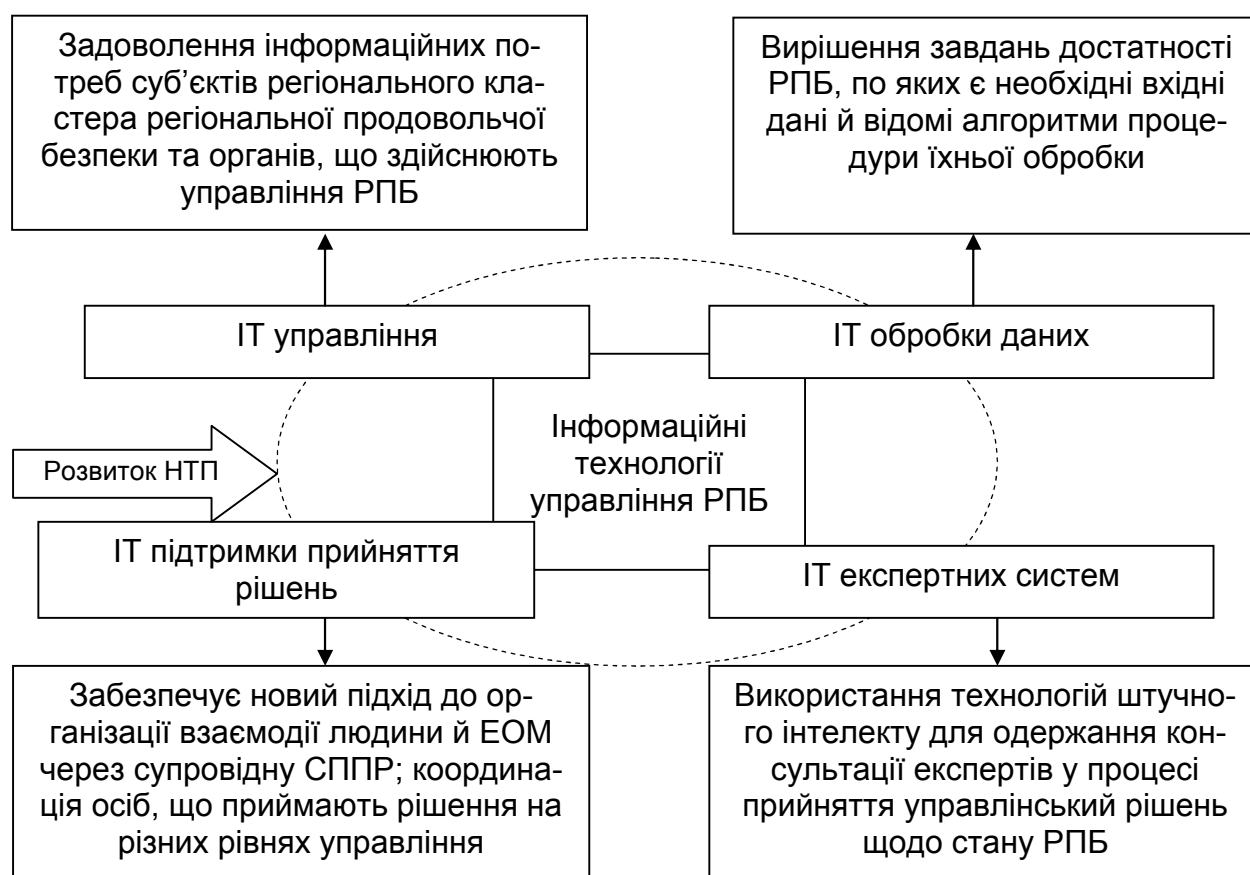 Задоволення інформаційних по-
треб суб’єктів регіонального кла-
стера регіональної продовольчої
безпеки та органів, що здійснюють
управління РПБ
Вирішення завдань достатності
РПБ, по яких є необхідні вхідні
дані й відомі алгоритми проце-
дури їхньої обробки
ІТ управління
ІТ обробки даних
Розвиток НТП
Інформаційні
технології
управління РПБ
ІТ підтримки прийняття
рішень
ІТ експертних систем
Забезпечує новий підхід до ор-
ганізації взаємодії людини й ЕОМ
через супровідну СППР; координа-
ція осіб, що приймають рішення на
різних рівнях управління
Використання технологій штучно-
го інтелекту для одержання кон-
сультації експертів у процесі
прийняття управлінський рішень
щодо стану РПБ